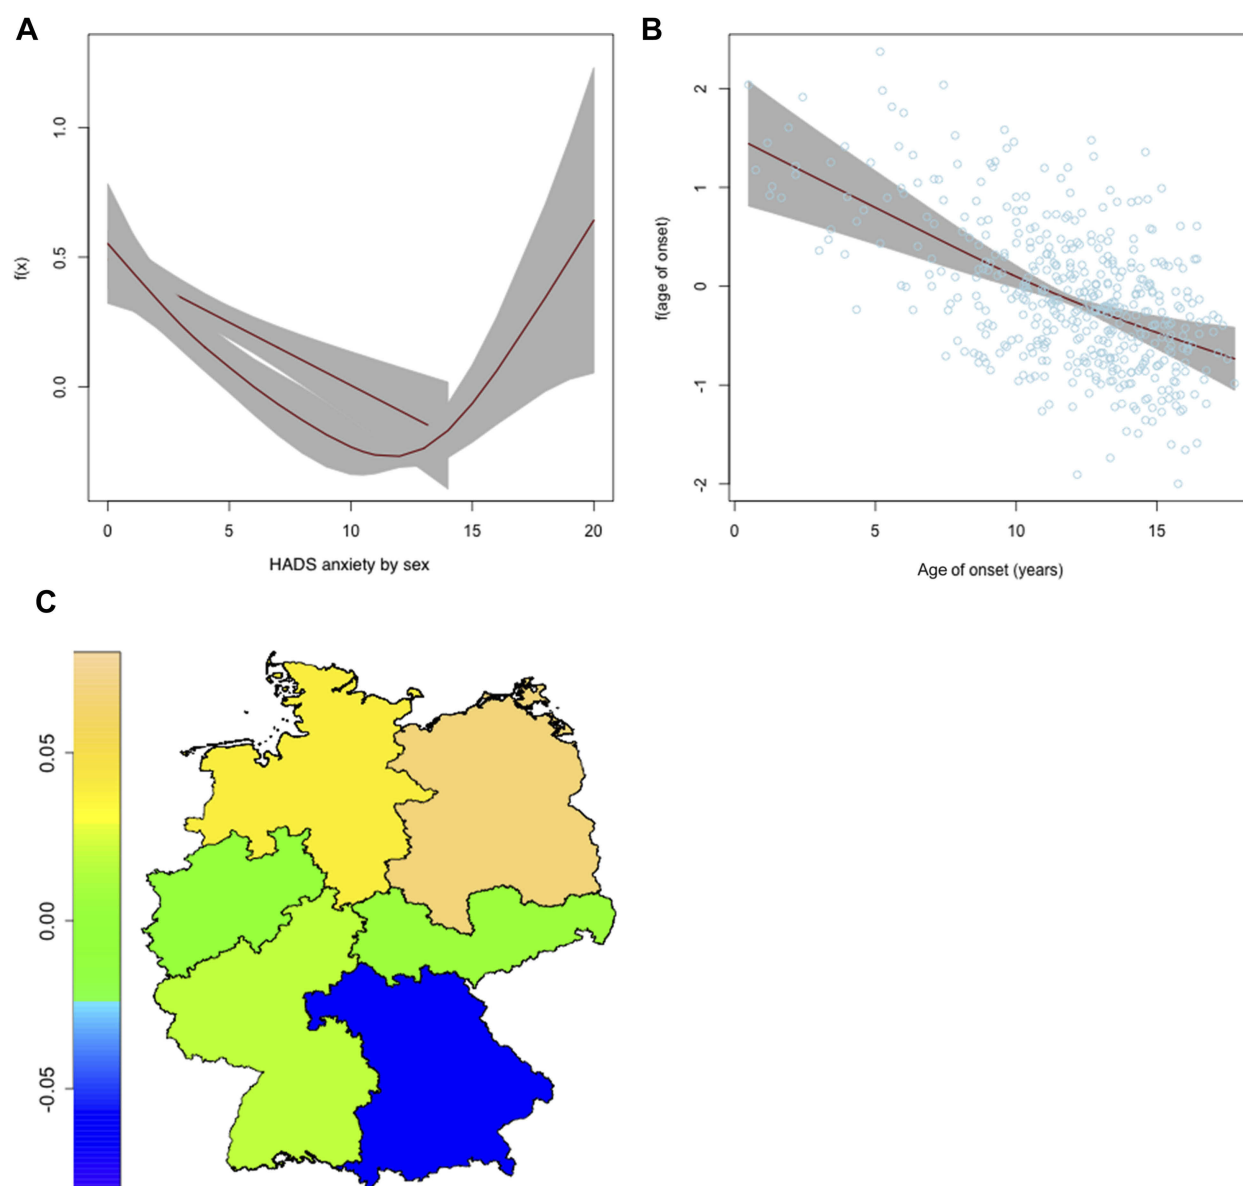 A
B
1.0
0.5
0.0
f(x)
0 5 10 15 20
HADS anxiety by sex
2
1
0
-1
-2
f(age of onset)
0 5 10 15
Age of onset (years)
C
0.05
0.00
-0.05